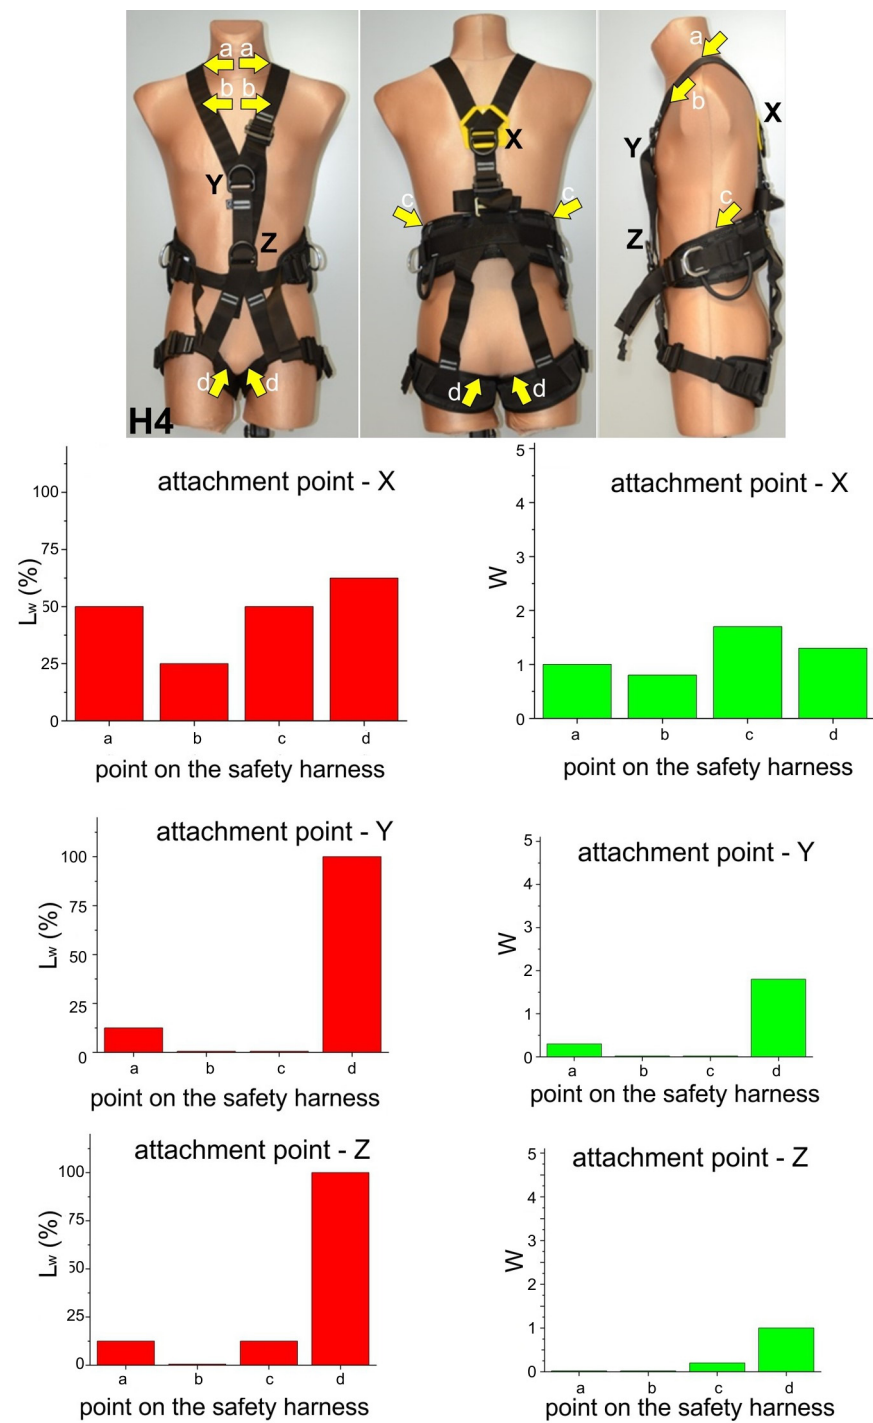 a a
b b
Y
Z
d d
H4
X
c c
d d
a
b
X
Y
c
Z
attachment point - X
Lw (%)
100
75
50
25
0
a b c d
point on the safety harness
attachment point - X
W
5
4
3
2
1
0
a b c d
point on the safety harness
attachment point - Y
Lw (%)
100
75
50
25
0
a b c d
point on the safety harness
attachment point - Y
W
5
4
3
2
1
0
a b c d
point on the safety harness
attachment point - Z
Lw (%)
100
75
50
25
0
a b c d
point on the safety harness
attachment point - Z
W
5
4
3
2
1
0
a b c d
point on the safety harness